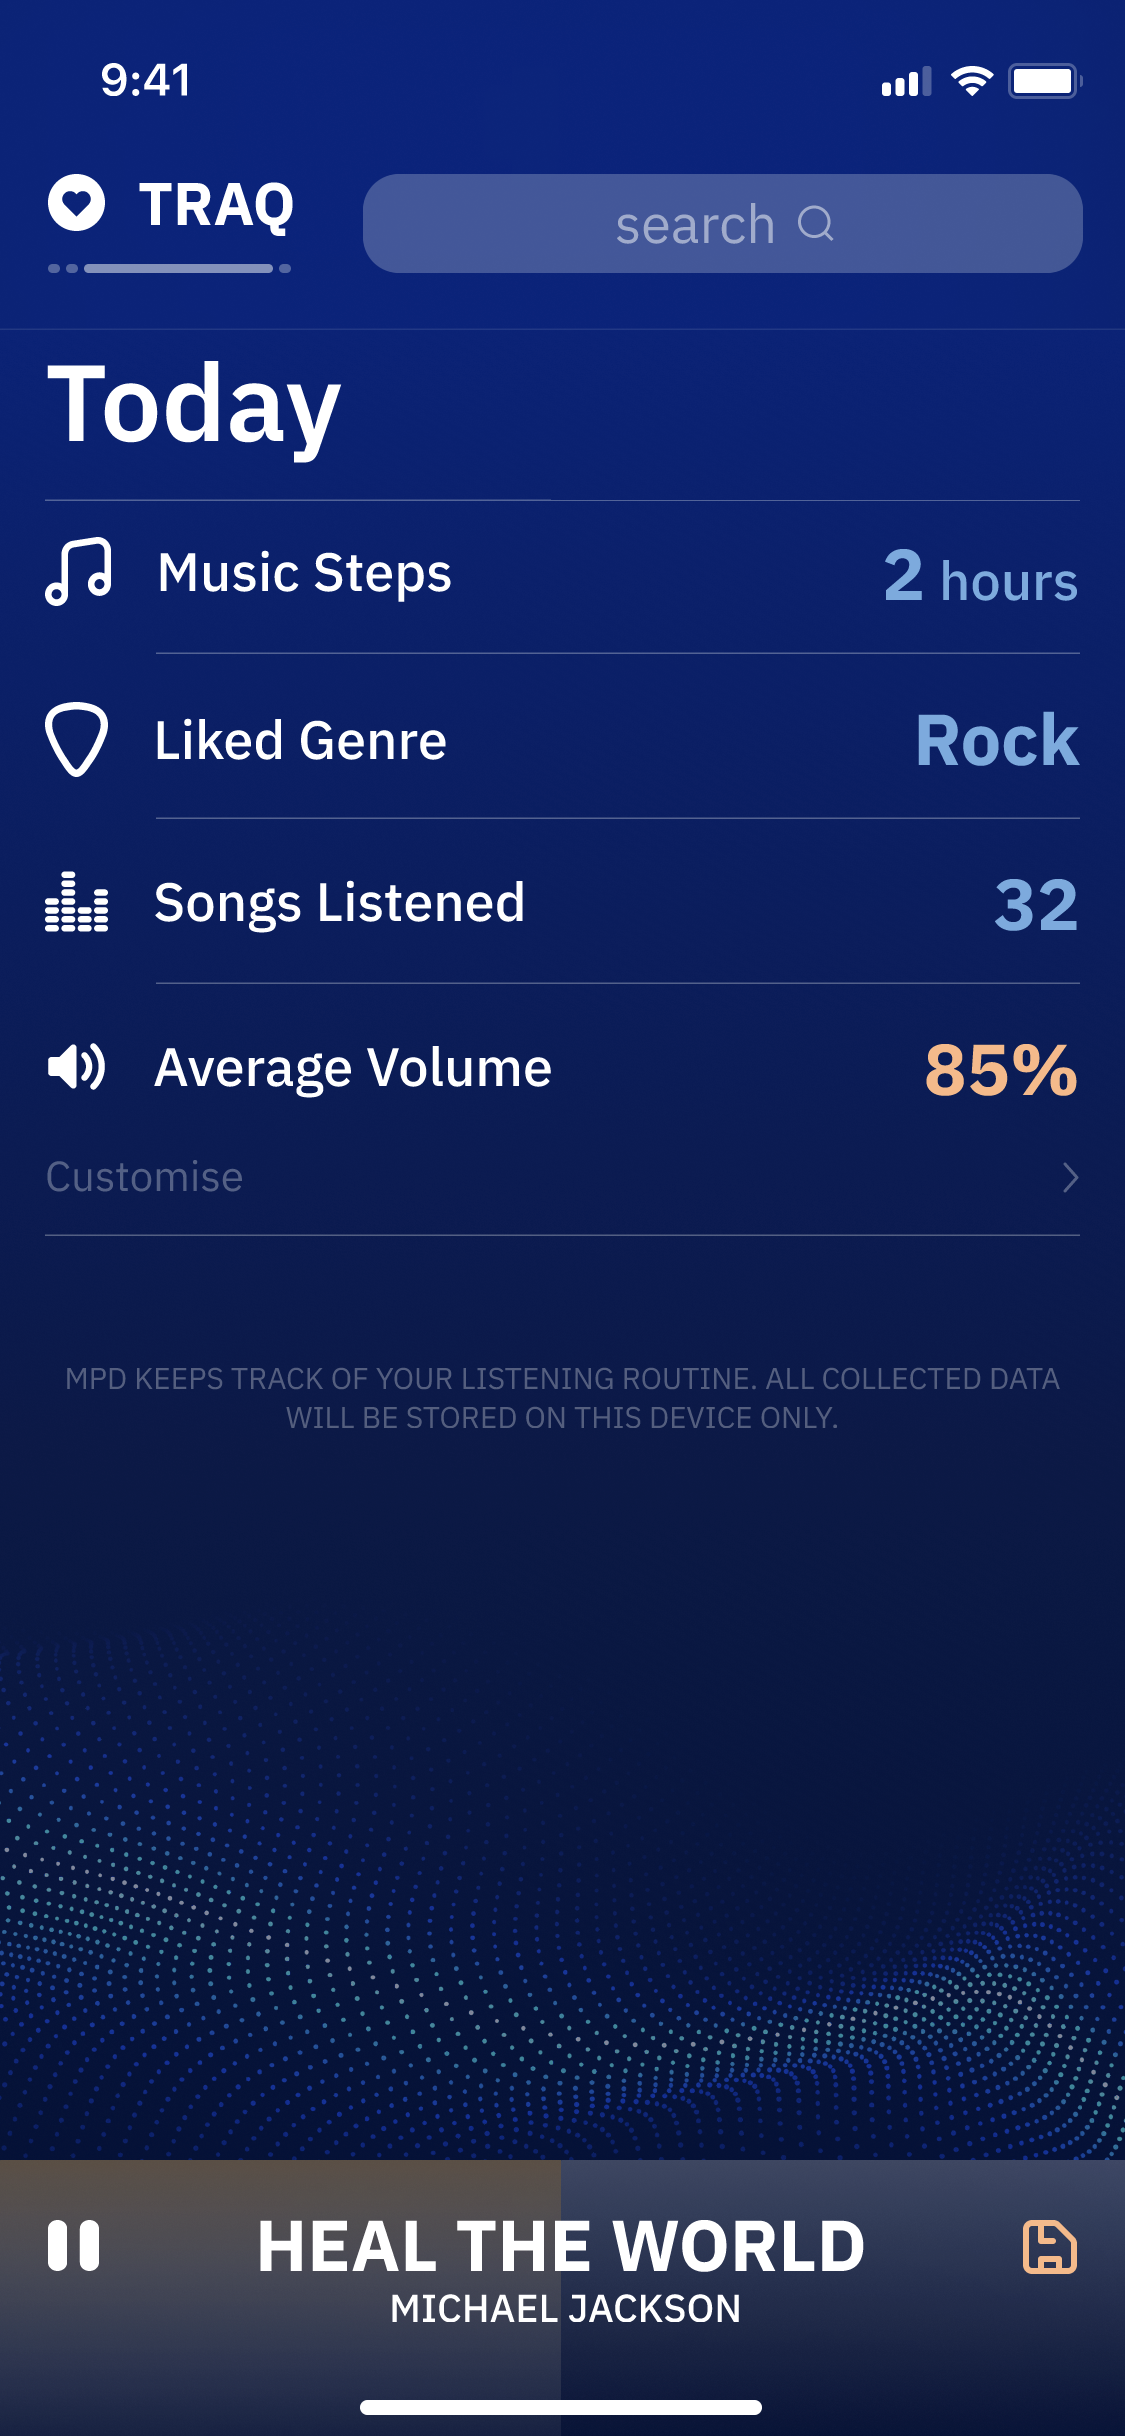 9:41
TRAQ
search
Today
Music Steps
2 hours
Liked Genre
Rock
Songs Listened
32
Average Volume
85%
Customise
MPD KEEPS TRACK OF YOUR LISTENING ROUTINE. ALL COLLECTED DATA
WILL BE STORED ON THIS DEVICE ONLY.
HEAL THE WORLD
MICHAEL JACKSON